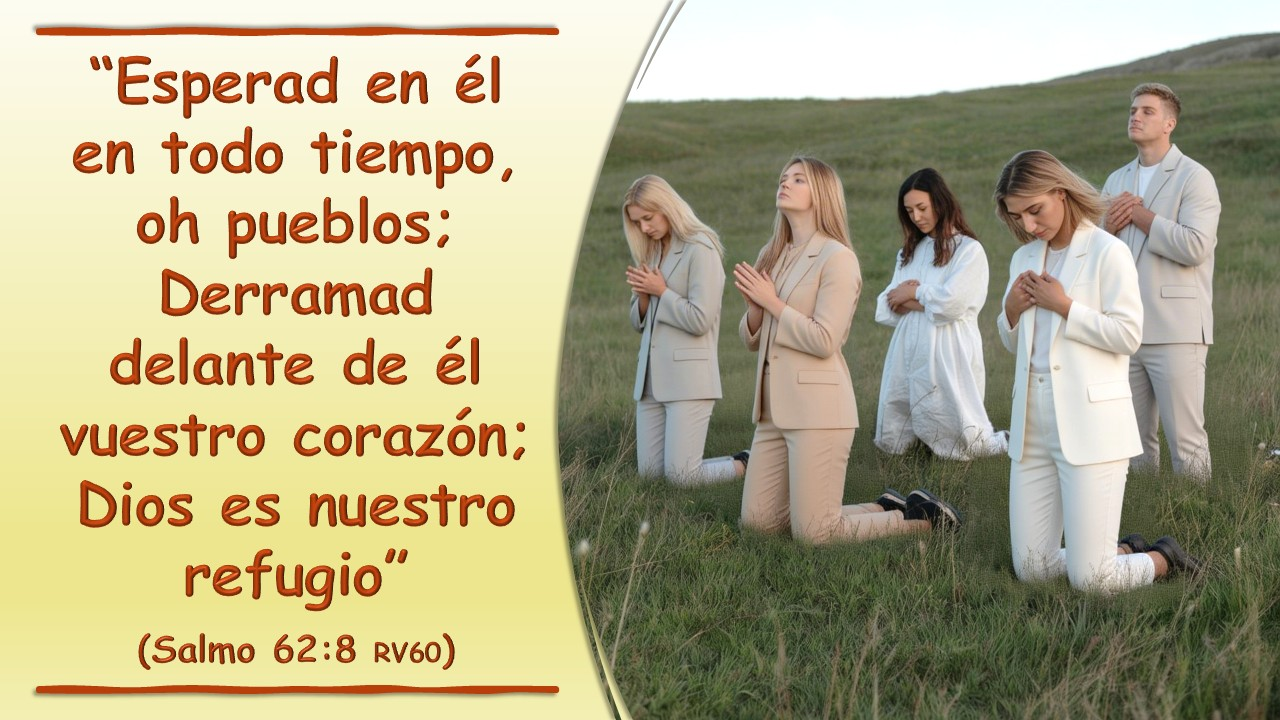 “Esperad en él
en todo tiempo,
oh pueblos;
Derramad
delante de él
vuestro corazón;
Dios es nuestro
refugio”
(Salmo 62:8 RV60)